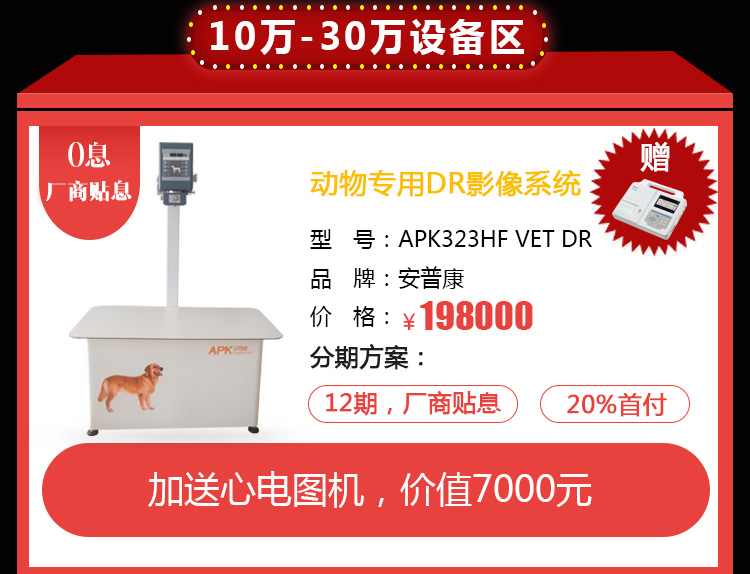 10万-30万设备区
0息
厂商贴息
赠
动物专用DR影像系统
型 号：APK323HF VET DR
品 牌：安普康
价 格：￥198000
分期方案：
12期，厂商贴息
20%首付
APK
加送心电图机，价值7000元